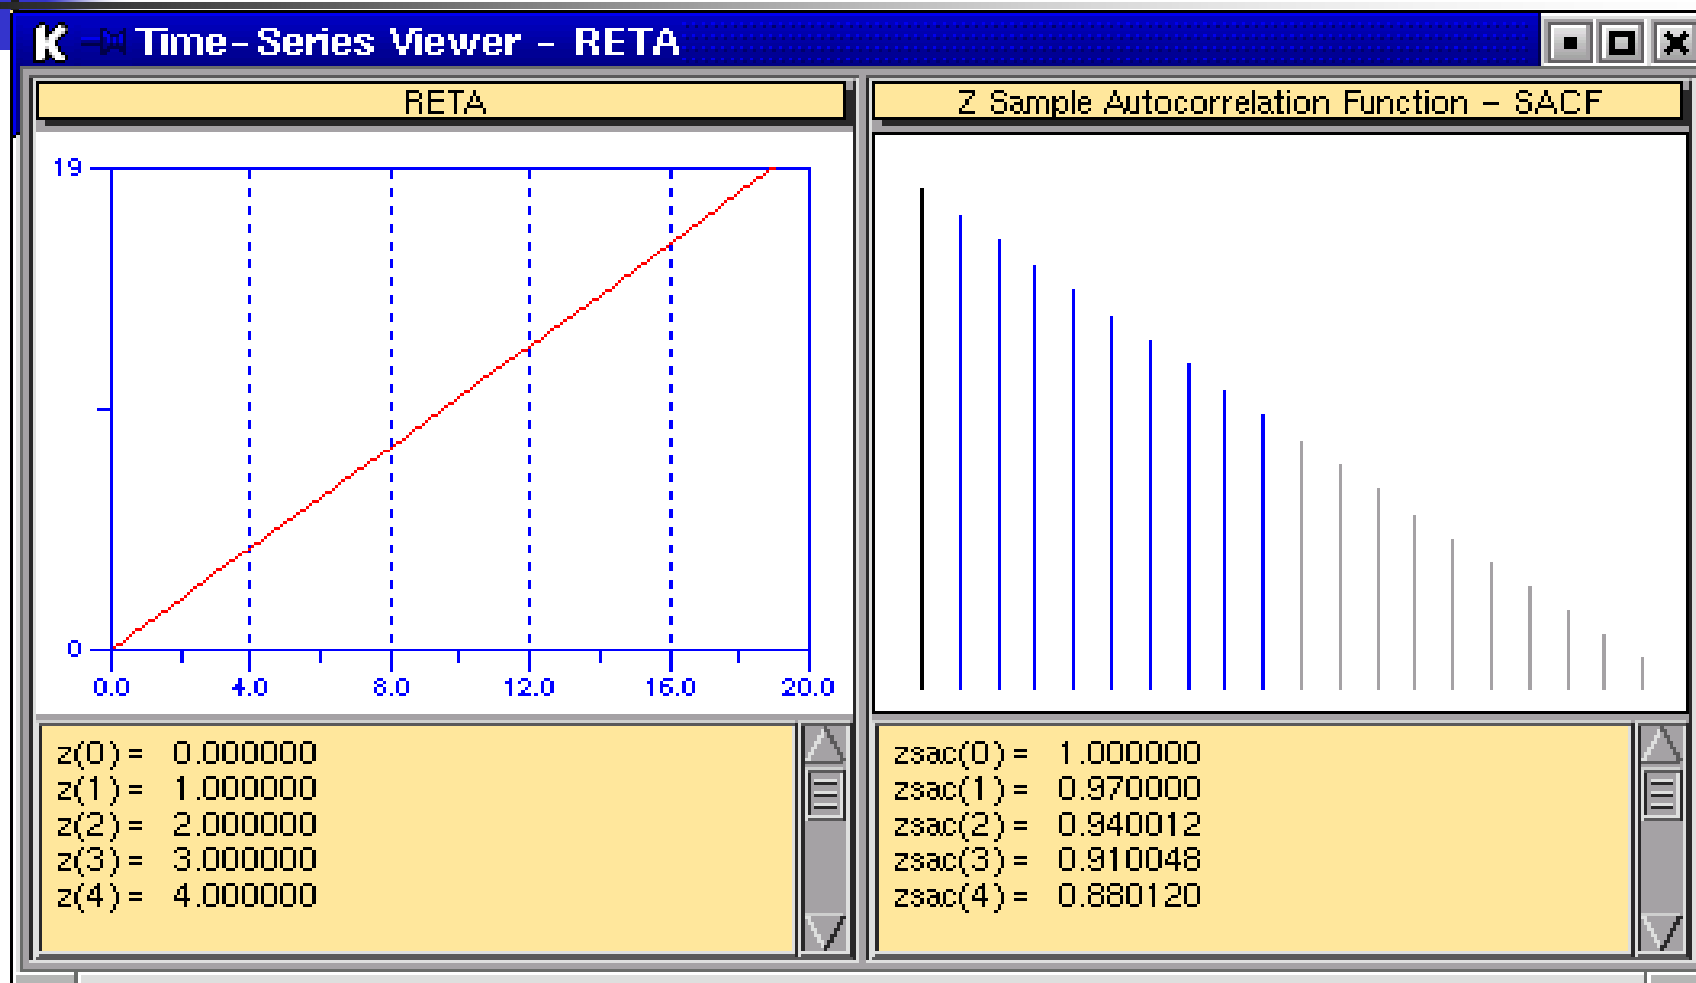 K Time-Series Viewer - RETA
RETA
19
0
0.0 4.0 8.0 12.0 16.0 20.0
z(0) = 0.000000
z(1) = 1.000000
z(2) = 2.000000
z(3) = 3.000000
z(4) = 4.000000
Z Sample Autocorrelation Function - SACF
zsac(0) = 1.000000
zsac(1) = 0.970000
zsac(2) = 0.940012
zsac(3) = 0.910048
zsac(4) = 0.880120